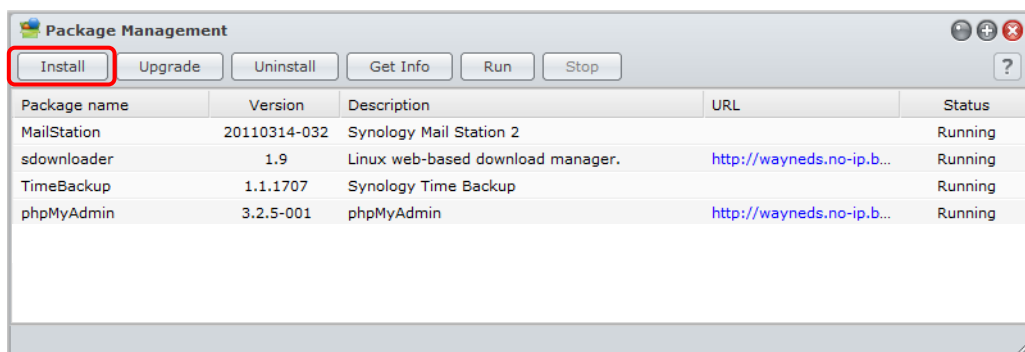 Package Management
Install Upgrade Uninstall Get Info Run Stop ?
Package name Version Description URL Status
MailStation 20110314-032 Synology Mail Station 2 Running
sdownloader 1.9 Linux web-based download manager. http://wayneds.no-ip.b... Running
TimeBackup 1.1.1707 Synology Time Backup Running
phpMyAdmin 3.2.5-001 phpMyAdmin http://wayneds.no-ip.b... Running